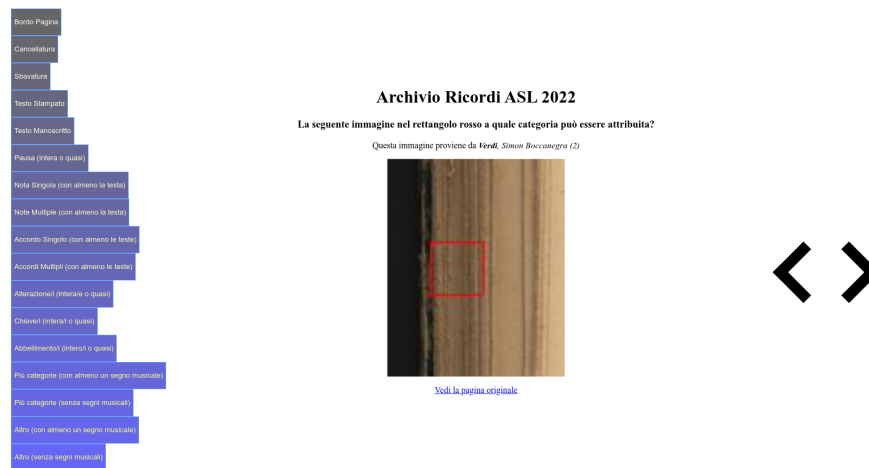 Bordo Pagina
Cancellatura
Sbavatura
Testo Stampato
Testo Manoscritto
Pausa (intera o quasi)
Nota Singola (con almeno la testa)
Note Multiple (con almeno la testa)
Accordo Singolo (con almeno le teste)
Accordi Multipli (con almeno le teste)
Alterazione/i (intera/e o quasi)
Chiave/i (intera/i o quasi)
Abbellimento/i (intero/i o quasi)
Più categorie (con almeno un segno musicale)
Più categorie (senza segni musicali)
Altro (con almeno un segno musicale)
Altro (senza segni musicali)
Archivio Ricordi ASL 2022
La seguente immagine nel rettangolo rosso a quale categoria può essere attribuita?
Questa immagine proviene da Verdi, Simon Boccanegra (2)
Vedi la pagina originale